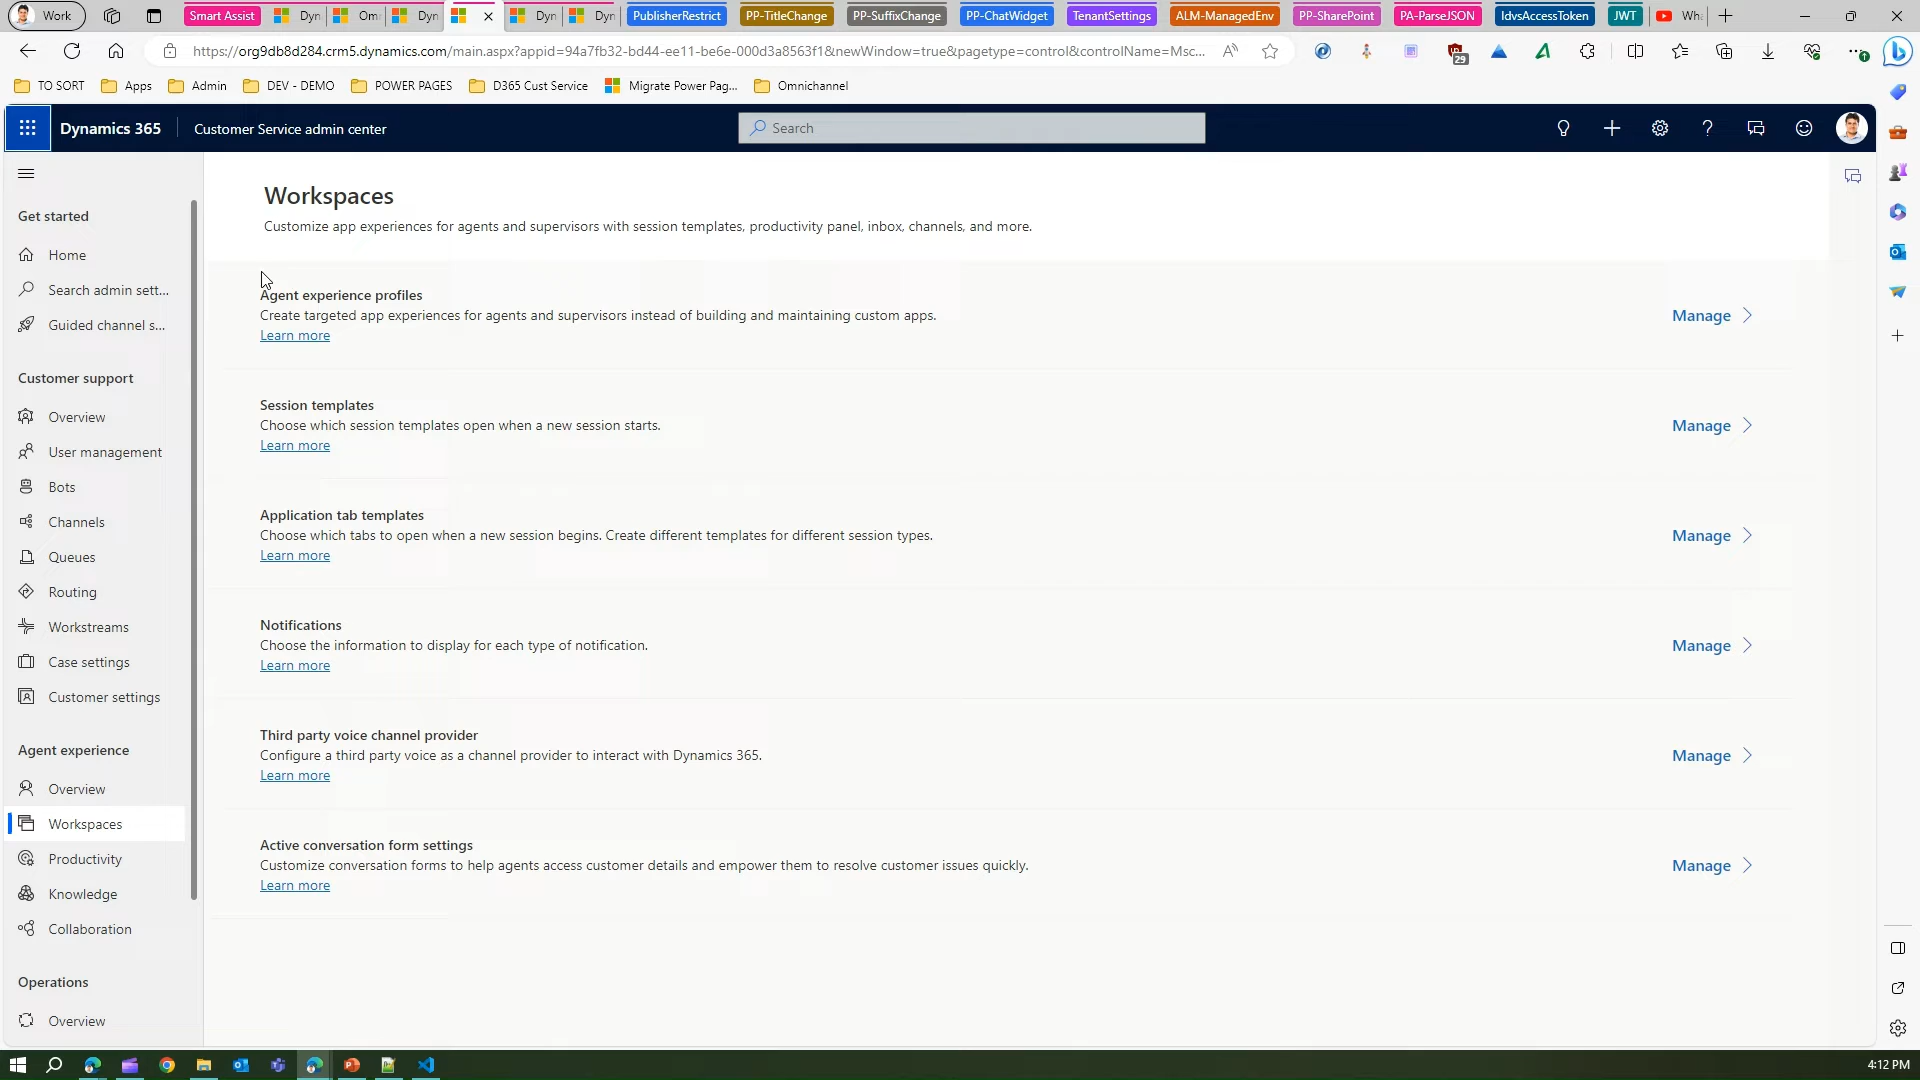 Work
Smart Assist
Dyn
Om
Dyn
Dyn
Dyn
PublisherRestrict
PP-TitleChange
PP-SuffixChange
PP-ChatWidget
TenantSettings
ALM-ManagedEnv
PP-SharePoint
PA-ParseJSON
IdvsAccessToken
JWT
Wh
https://org9db8d284.crm5.dynamics.com/main.aspx?appid=94a7fb32-bd44-ee11-be6e-000d3a8563f1&newWindow=true&pagetype=control&controlName=Msc...
29
TO SORT
Apps
Admin
DEV - DEMO
POWER PAGES
D365 Cust Service
Migrate Power Pag...
Omnichannel
Dynamics 365
Customer Service admin center
Search
Get started
Home
Search admin sett...
Guided channel s...
Customer support
Overview
User management
Bots
Channels
Queues
Routing
Workstreams
Case settings
Customer settings
Agent experience
Overview
Workspaces
Productivity
Knowledge
Collaboration
Operations
Overview
Workspaces
Customize app experiences for agents and supervisors with session templates, productivity panel, inbox, channels, and more.
Agent experience profiles
Create targeted app experiences for agents and supervisors instead of building and maintaining custom apps.
Learn more
Manage
Session templates
Choose which session templates open when a new session starts.
Learn more
Manage
Application tab templates
Choose which tabs to open when a new session begins. Create different templates for different session types.
Learn more
Manage
Notifications
Choose the information to display for each type of notification.
Learn more
Manage
Third party voice channel provider
Configure a third party voice as a channel provider to interact with Dynamics 365.
Learn more
Manage
Active conversation form settings
Customize conversation forms to help agents access customer details and empower them to resolve customer issues quickly.
Learn more
Manage
4:12 PM